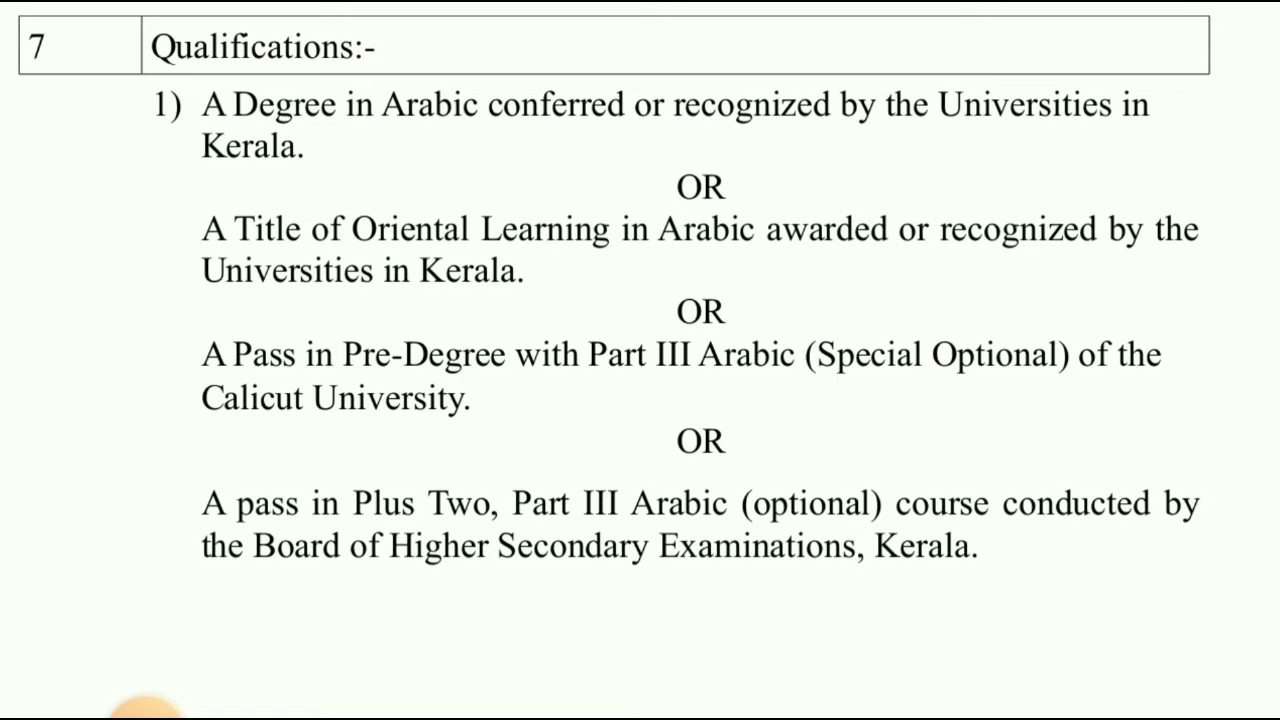 7 Qualifications:-
1) A Degree in Arabic conferred or recognized by the Universities in
Kerala.
OR
A Title of Oriental Learning in Arabic awarded or recognized by the
Universities in Kerala.
OR
A Pass in Pre-Degree with Part III Arabic (Special Optional) of the
Calicut University.
OR
A pass in Plus Two, Part III Arabic (optional) course conducted by
the Board of Higher Secondary Examinations, Kerala.